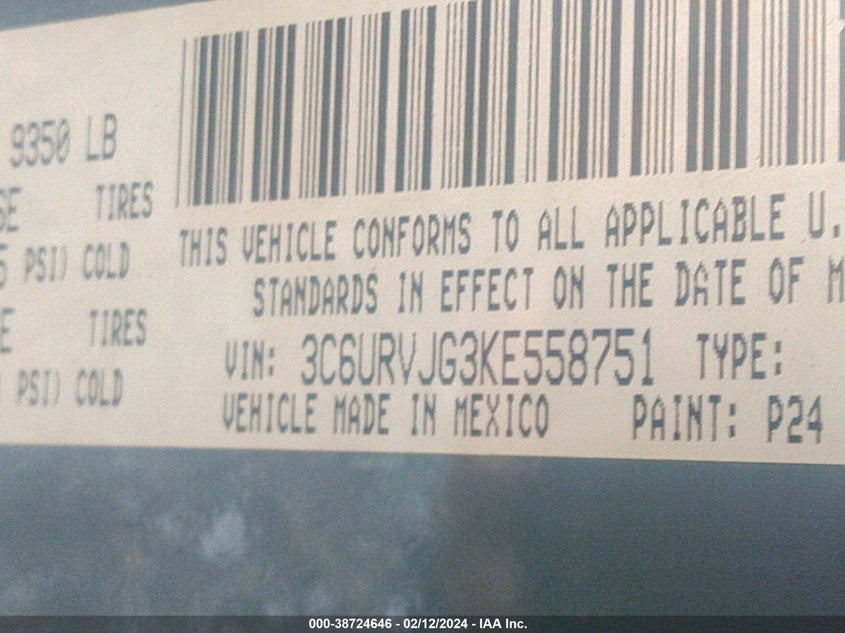 9350 LB
TIRES
PSI) COLD
TIRES
PSI) COLD
THIS VEHICLE CONFORMS TO ALL APPLICABLE U.
STANDARDS IN EFFECT ON THE DATE OF M
VIN: 3C6URVJG3KE558751 TYPE:
VEHICLE MADE IN MEXICO PAINT: P24
000-38724646 - 02/12/2024 - IAA Inc.